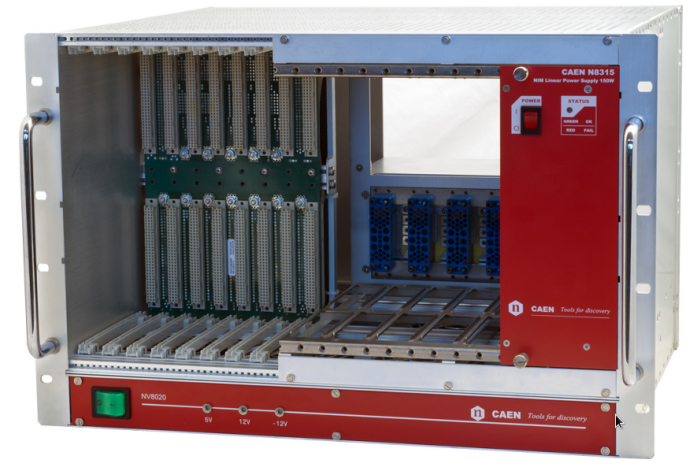 CAEN N8315
NIM Linear Power Supply 150W
POWER
I
O
STATUS
GREEN ON
RED FAIL
n CAEN Tools for discovery
NV8020
5V 12V -12V
n CAEN Tools for discovery